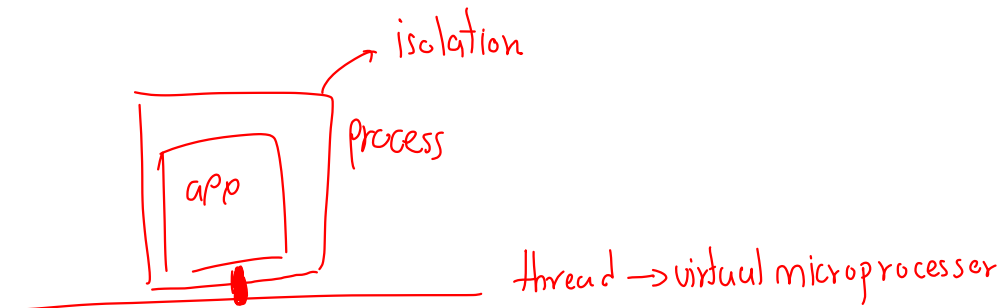 isolation
process
app
thread → virtual microprocesser